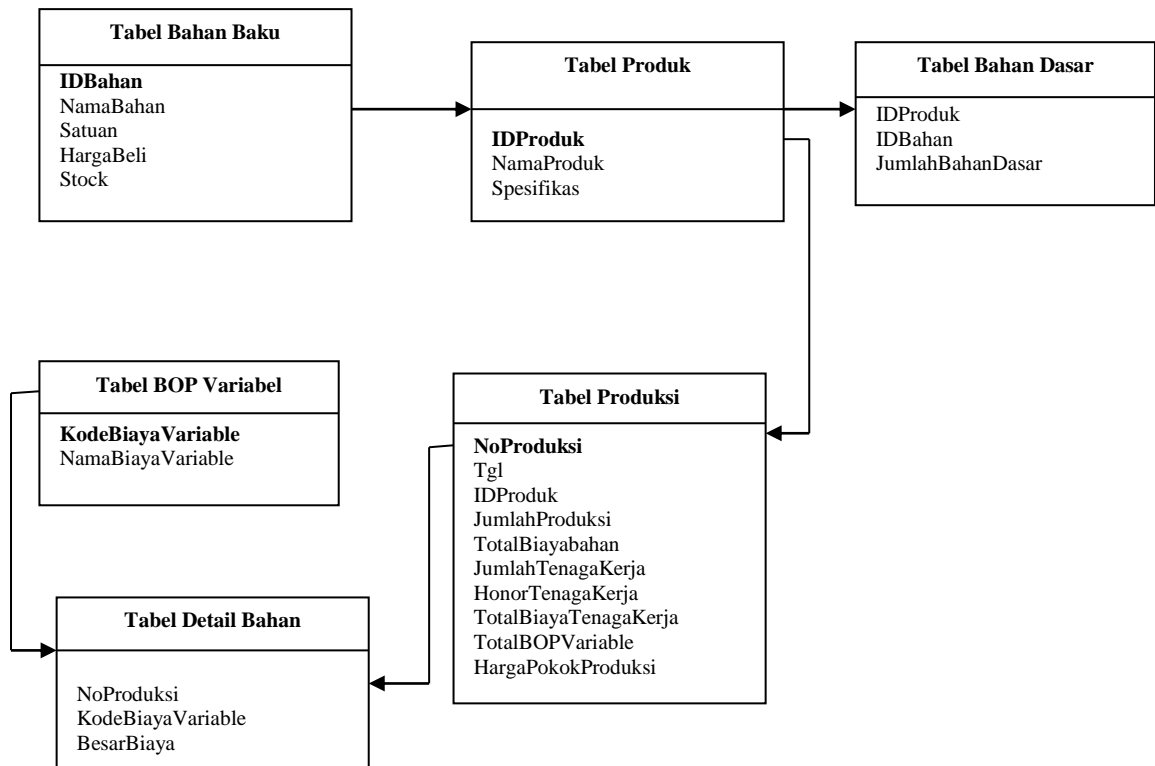 Tabel Bahan Baku
IDBahan
NamaBahan
Satuan
HargaBeli
Stock
Tabel Produk
IDProduk
NamaProduk
Spesifikas
Tabel Bahan Dasar
IDProduk
IDBahan
JumlahBahanDasar
Tabel BOP Variabel
KodeBiayaVariable
NamaBiayaVariable
Tabel Produksi
NoProduksi
Tgl
IDProduk
JumlahProduksi
TotalBiayabahan
JumlahTenagaKerja
HonorTenagaKerja
TotalBiayaTenagaKerja
TotalBOPVariable
HargaPokokProduksi
Tabel Detail Bahan
NoProduksi
KodeBiayaVariable
BesarBiaya